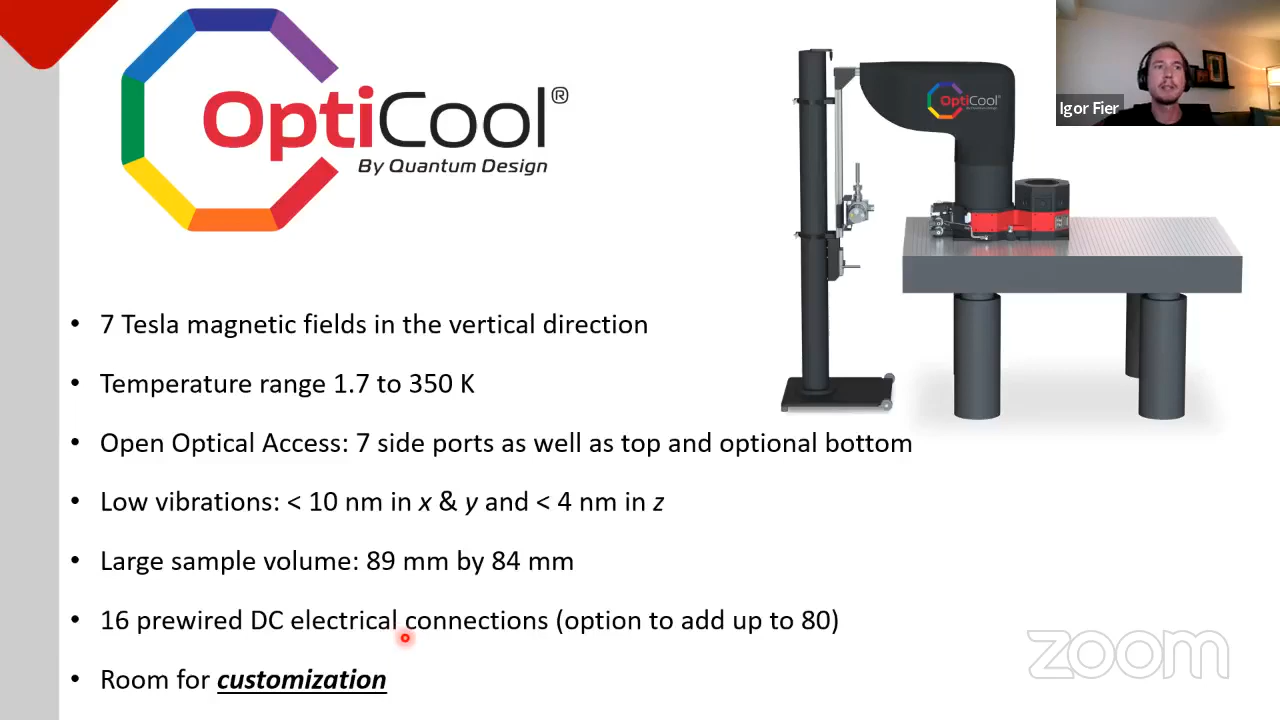 OptiCool®
By Quantum Design
OptiCool
Igor Fier
• 7 Tesla magnetic fields in the vertical direction
• Temperature range 1.7 to 350 K
• Open Optical Access: 7 side ports as well as top and optional bottom
• Low vibrations: < 10 nm in x & y and < 4 nm in z
• Large sample volume: 89 mm by 84 mm
• 16 prewired DC electrical connections (option to add up to 80)
• Room for customization
zoom